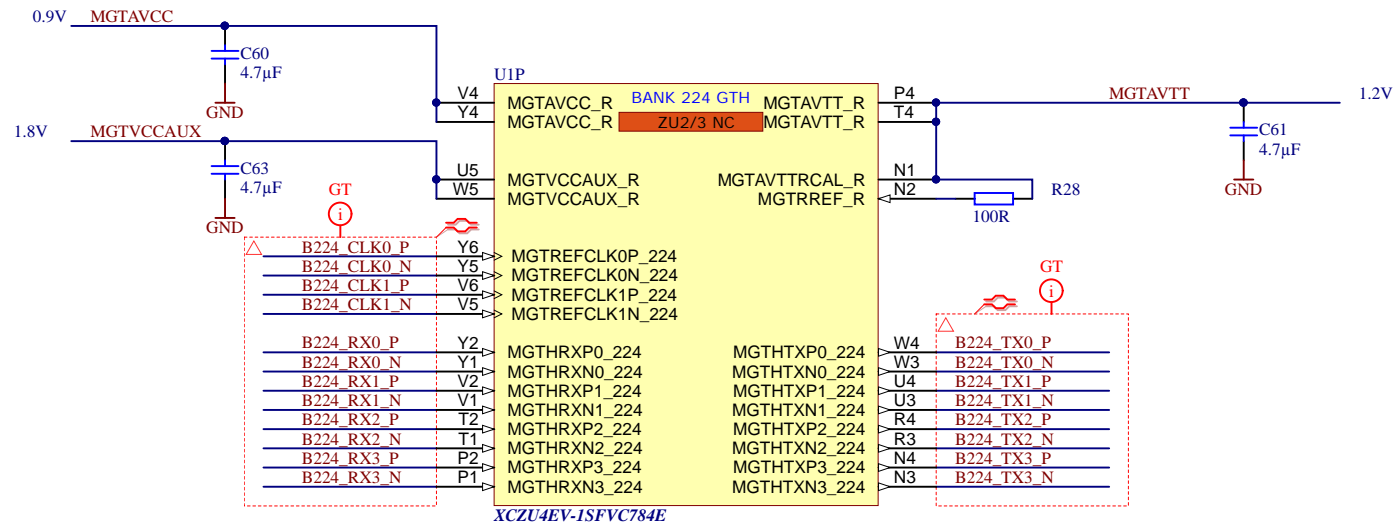 0.9V
MGTAVCC
C60
4.7µF
GND
1.8V
MGTVCCAUX
C63
4.7µF
GND
U1P
BANK 224 GTH
ZU2/3 NC
V4 MGTAVCC_R
Y4 MGTAVCC_R
U5 MGTVCCAUX_R
W5 MGTVCCAUX_R
MGTAVTT_R P4
MGTAVTT_R T4
MGTAVTTRCAL_R N1
MGTRREF_R N2
MGTAVTT
1.2V
C61
4.7µF
GND
R28
100R
GT
i
B224_CLK0_P Y6 MGTREFCLK0P_224
B224_CLK0_N Y5 MGTREFCLK0N_224
B224_CLK1_P V6 MGTREFCLK1P_224
B224_CLK1_N V5 MGTREFCLK1N_224
B224_RX0_P Y2 MGTHRXP0_224
B224_RX0_N Y1 MGTHRXN0_224
B224_RX1_P V2 MGTHRXP1_224
B224_RX1_N V1 MGTHRXN1_224
B224_RX2_P T2 MGTHRXP2_224
B224_RX2_N T1 MGTHRXN2_224
B224_RX3_P P2 MGTHRXP3_224
B224_RX3_N P1 MGTHRXN3_224
GT
i
MGTHTXP0_224 W4 B224_TX0_P
MGTHTXN0_224 W3 B224_TX0_N
MGTHTXP1_224 U4 B224_TX1_P
MGTHTXN1_224 U3 B224_TX1_N
MGTHTXP2_224 R4 B224_TX2_P
MGTHTXN2_224 R3 B224_TX2_N
MGTHTXP3_224 N4 B224_TX3_P
MGTHTXN3_224 N3 B224_TX3_N
XCZU4EV-1SFVC784E